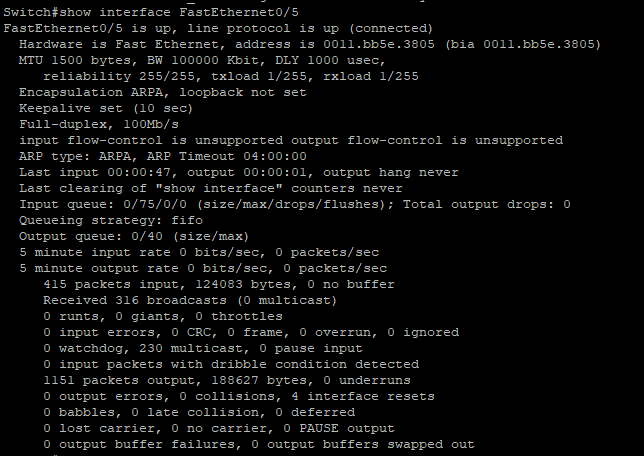 Switch#show interface FastEthernet0/5
FastEthernet0/5 is up, line protocol is up (connected)
Hardware is Fast Ethernet, address is 0011.bb5e.3805 (bia 0011.bb5e.3805)
MTU 1500 bytes, BW 100000 Kbit, DLY 1000 usec,
reliability 255/255, txload 1/255, rxload 1/255
Encapsulation ARPA, loopback not set
Keepalive set (10 sec)
Full-duplex, 100Mb/s
input flow-control is unsupported output flow-control is unsupported
ARP type: ARPA, ARP Timeout 04:00:00
Last input 00:00:47, output 00:00:01, output hang never
Last clearing of "show interface" counters never
Input queue: 0/75/0/0 (size/max/drops/flushes); Total output drops: 0
Queueing strategy: fifo
Output queue: 0/40 (size/max)
5 minute input rate 0 bits/sec, 0 packets/sec
5 minute output rate 0 bits/sec, 0 packets/sec
415 packets input, 124083 bytes, 0 no buffer
Received 316 broadcasts (0 multicast)
0 runts, 0 giants, 0 throttles
0 input errors, 0 CRC, 0 frame, 0 overrun, 0 ignored
0 watchdog, 230 multicast, 0 pause input
0 input packets with dribble condition detected
1151 packets output, 188627 bytes, 0 underruns
0 output errors, 0 collisions, 4 interface resets
0 babbles, 0 late collision, 0 deferred
0 lost carrier, 0 no carrier, 0 PAUSE output
0 output buffer failures, 0 output buffers swapped out